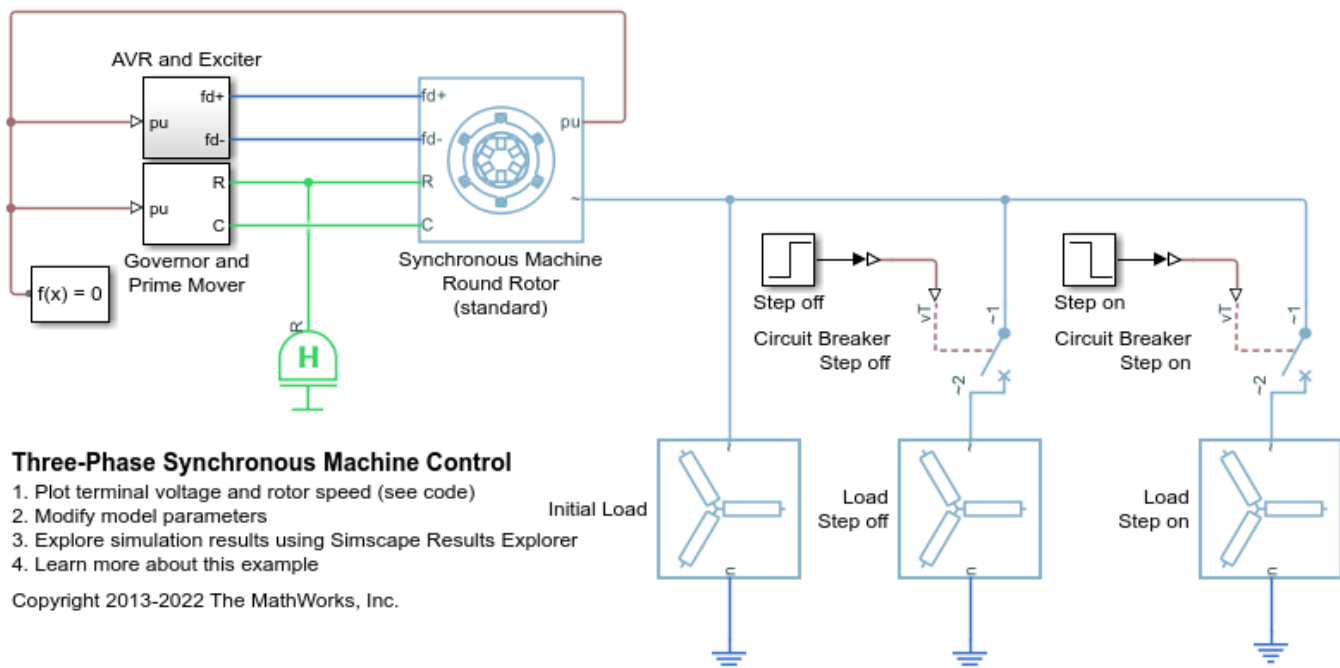 AVR and Exciter
fd+
pu
fd-
R
pu
C
Governor and
Prime Mover
f(x) = 0
fd+
fd-
R
C
pu
~
Synchronous Machine
Round Rotor
(standard)
R
H
Step off
vT
~1
Circuit Breaker
Step off
~2
Step on
vT
~1
Circuit Breaker
Step on
~2
~
Initial Load
n
~
Load
Step off
n
~
Load
Step on
n
Three-Phase Synchronous Machine Control
1. Plot terminal voltage and rotor speed (see code)
2. Modify model parameters
3. Explore simulation results using Simscape Results Explorer
4. Learn more about this example
Copyright 2013-2022 The MathWorks, Inc.